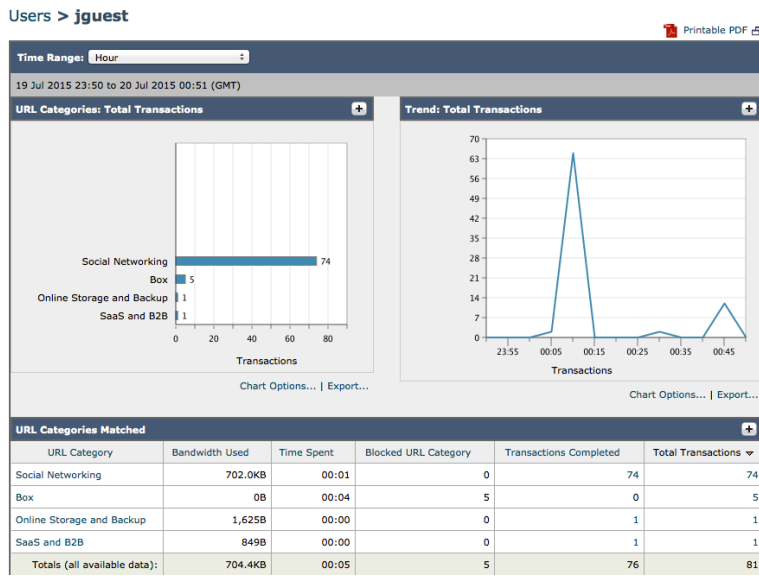 Users > jguest
Printable PDF
Time Range: Hour
19 Jul 2015 23:50 to 20 Jul 2015 00:51 (GMT)
URL Categories: Total Transactions
Social Networking 74
Box 5
Online Storage and Backup 1
SaaS and B2B 1
0 20 40 60 80
Transactions
Chart Options... | Export...
Trend: Total Transactions
70
63
56
49
42
35
28
21
14
7
0
23:55 00:05 00:15 00:25 00:35 00:45
Transactions
Chart Options... | Export...
URL Categories Matched
URL Category Bandwidth Used Time Spent Blocked URL Category Transactions Completed Total Transactions
Social Networking 702.0KB 00:01 0 74 74
Box 0B 00:04 5 0 5
Online Storage and Backup 1,625B 00:00 0 1 1
SaaS and B2B 849B 00:00 0 1 1
Totals (all available data): 704.4KB 00:05 5 76 81